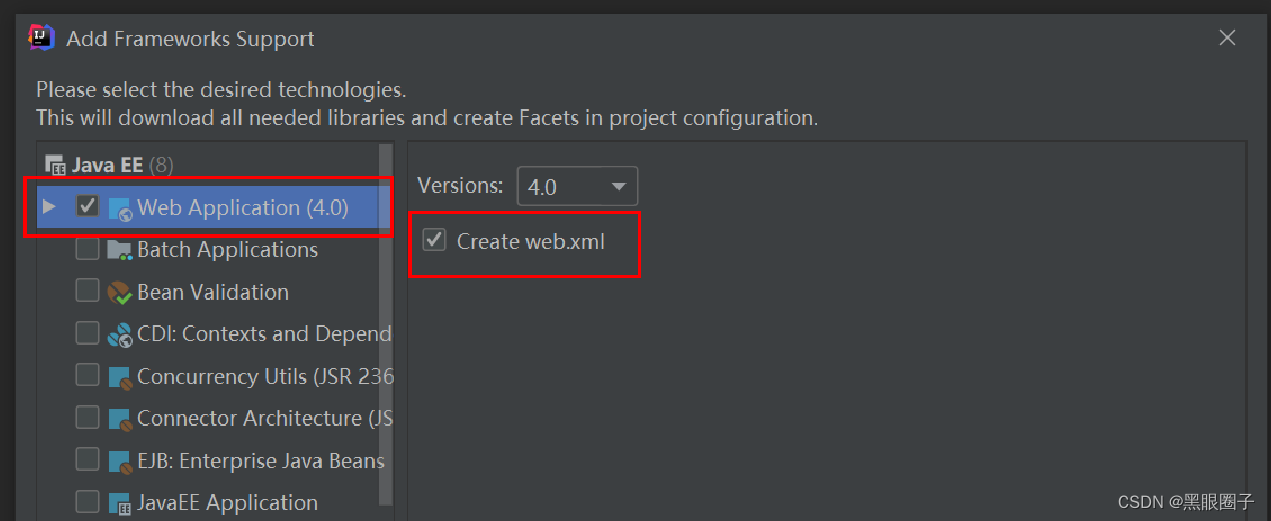 Add Frameworks Support
Please select the desired technologies.
This will download all needed libraries and create Facets in project configuration.
Java EE (8)
Web Application (4.0)
Batch Applications
Bean Validation
CDI: Contexts and Depend
Concurrency Utils (JSR 236
Connector Architecture (JS
EJB: Enterprise Java Beans
JavaEE Application
Versions: 4.0
Create web.xml
CSDN @黑眼圈子